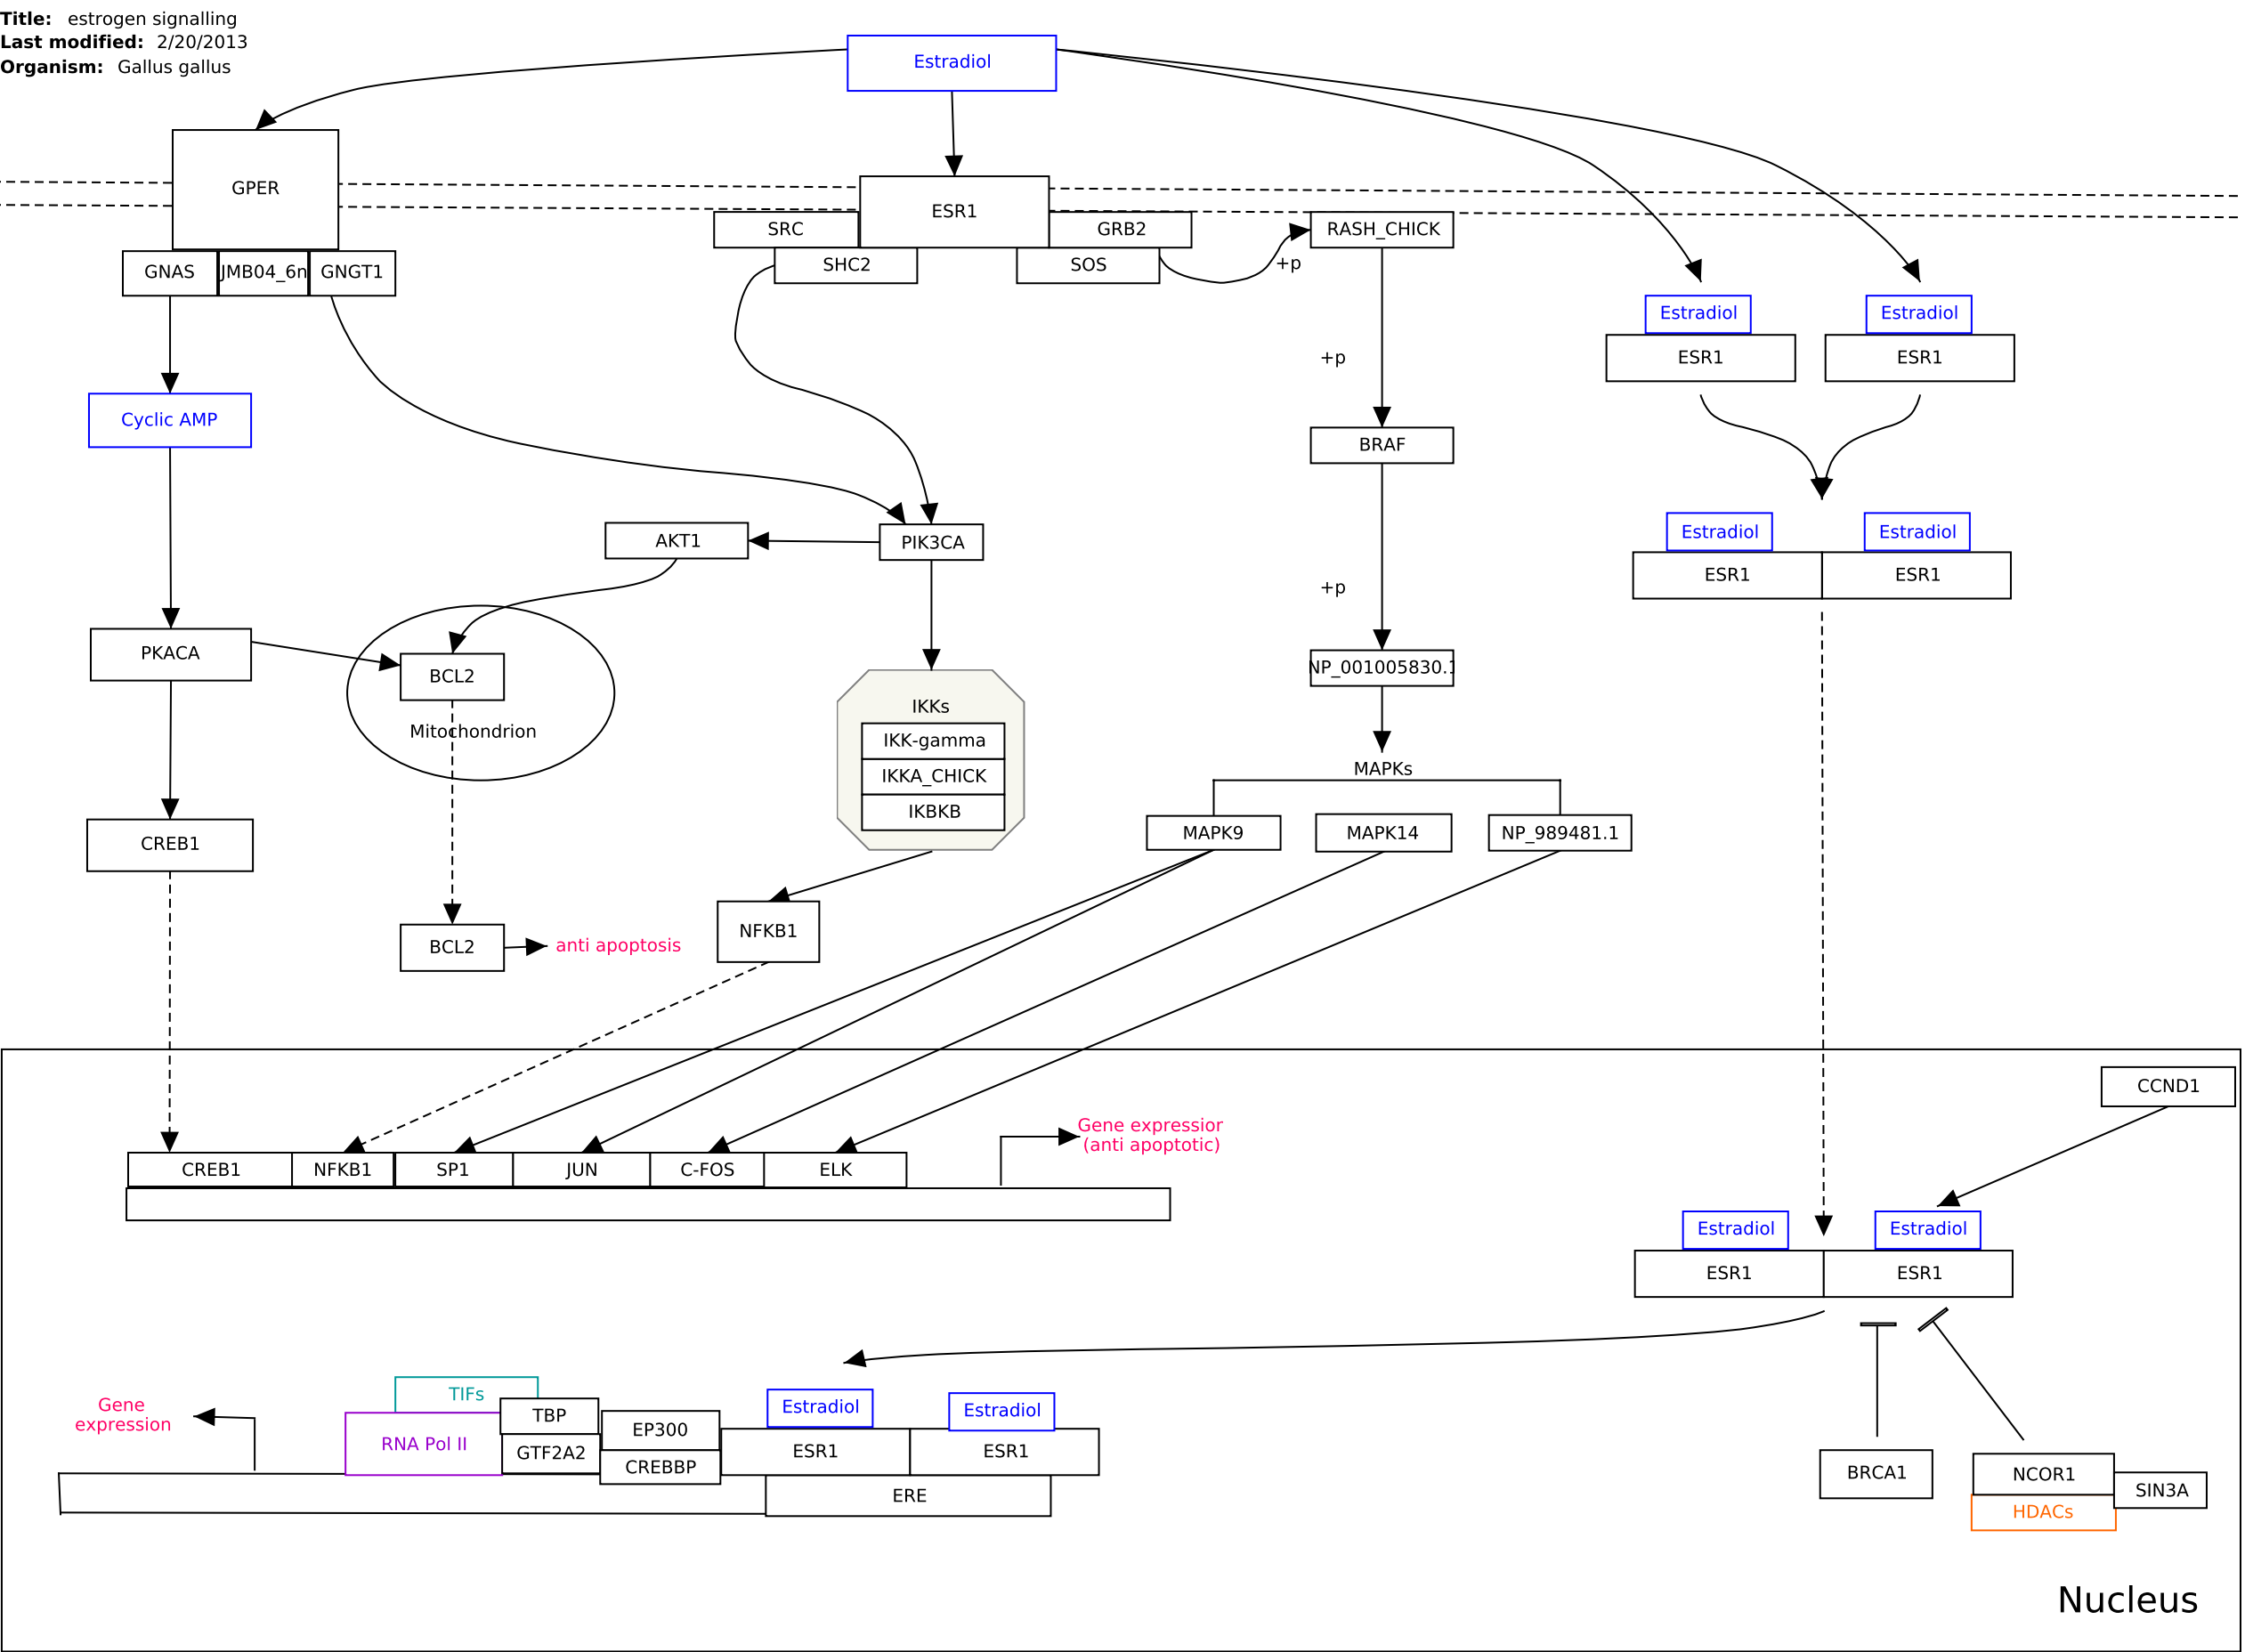 Title: estrogen signalling
Last modified: 2/20/2013
Organism: Gallus gallus
Estradiol
GPER
ESR1
SRC
GRB2
RASH_CHICK
SHC2
SOS
+p
GNAS
JMB04_6n
GNGT1
Estradiol
Estradiol
ESR1
ESR1
+p
Cyclic AMP
BRAF
AKT1
PIK3CA
Estradiol
Estradiol
ESR1
ESR1
+p
PKACA
BCL2
Mitochondrion
NP_001005830.1
IKKs
IKK-gamma
IKKA_CHICK
IKBKB
MAPKs
MAPK9
MAPK14
NP_989481.1
CREB1
NFKB1
BCL2
anti apoptosis
CCND1
Gene expression
(anti apoptotic)
CREB1
NFKB1
SP1
JUN
C-FOS
ELK
Estradiol
Estradiol
ESR1
ESR1
Gene
expression
TIFs
TBP
RNA Pol II
GTF2A2
EP300
CREBBP
Estradiol
Estradiol
ESR1
ESR1
ERE
BRCA1
NCOR1
SIN3A
HDACs
Nucleus